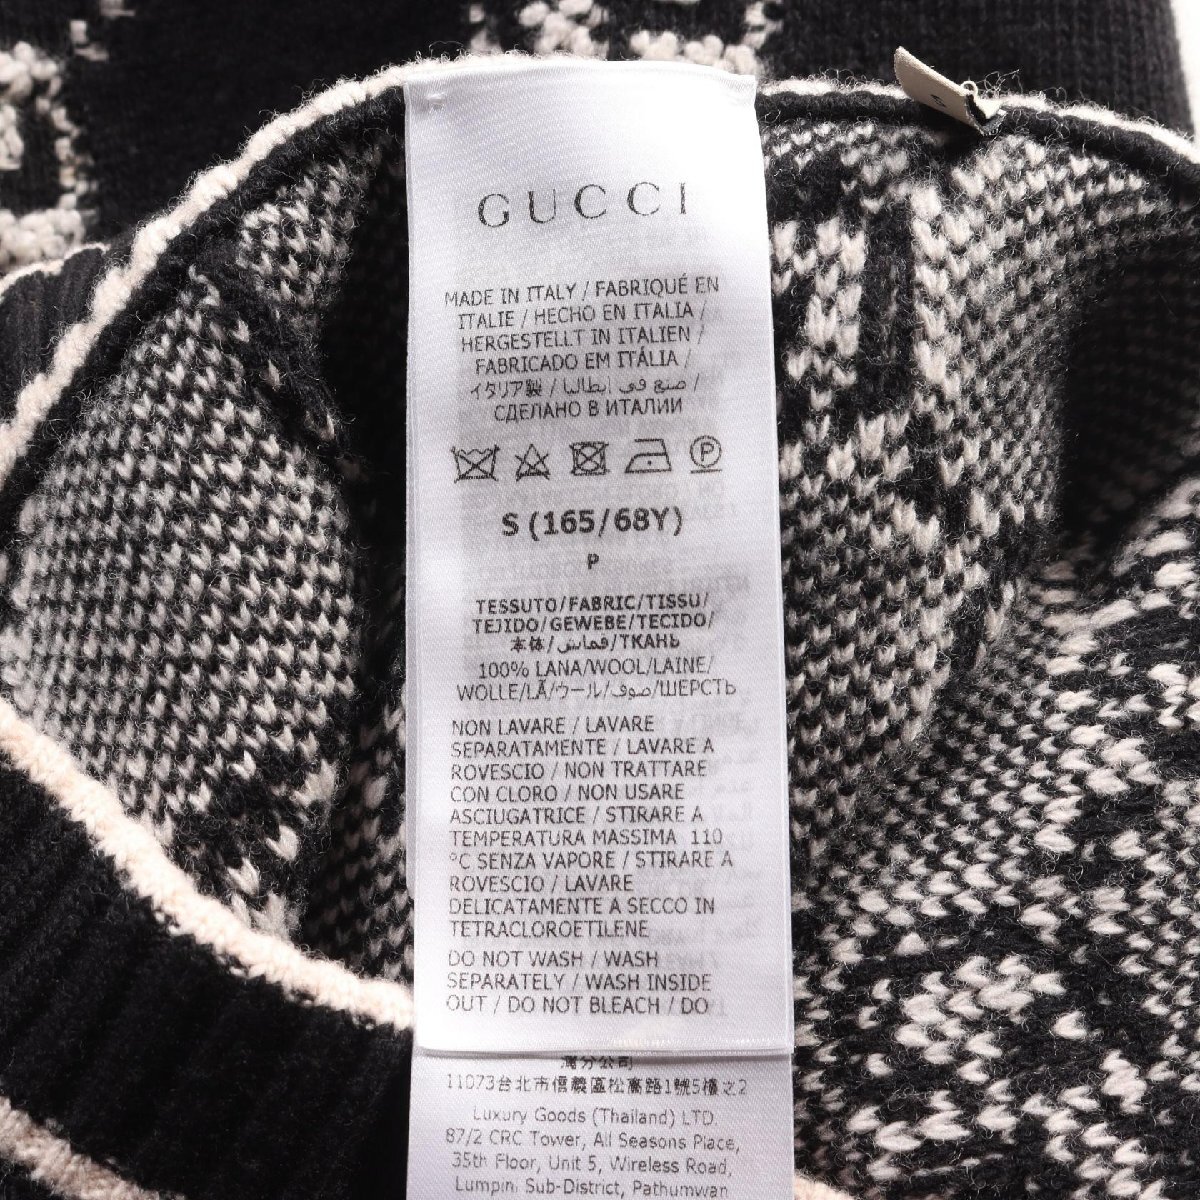 GUCCI
MADE IN ITALY / FABRIQUÉ EN
ITALIE / HECHO EN ITALIA /
HERGESTELLT IN ITALIEN /
FABRICADO EM ITÁLIA /
イタリア製 / صنع في ايطاليا /
СДЕЛАНО В ИТАЛИИ
P
S (165/68Y)
P
TESSUTO/FABRIC/TISSU/
TEJIDO/GEWEBE/TECIDO/
本体/قماش/ТКАНЬ
100% LANA/WOOL/LAINE/
WOLLE/LÃ/ウール/صوف/ШЕРСТЬ
NON LAVARE / LAVARE
SEPARATAMENTE / LAVARE A
ROVESCIO / NON TRATTARE
CON CLORO / NON USARE
ASCIUGATRICE / STIRARE A
TEMPERATURA MASSIMA 110
°C SENZA VAPORE / STIRARE A
ROVESCIO / LAVARE
DELICATAMENTE A SECCO IN
TETRACLOROETILENE
DO NOT WASH / WASH
SEPARATELY / WASH INSIDE
OUT / DO NOT BLEACH / DO
灣分公司
11073台北市信義區松高路1號5樓之2
Luxury Goods (Thailand) LTD.
87/2 CRC Tower, All Seasons Place,
35th Floor, Unit 5, Wireless Road,
Lumpin Sub-District, Pathumwan